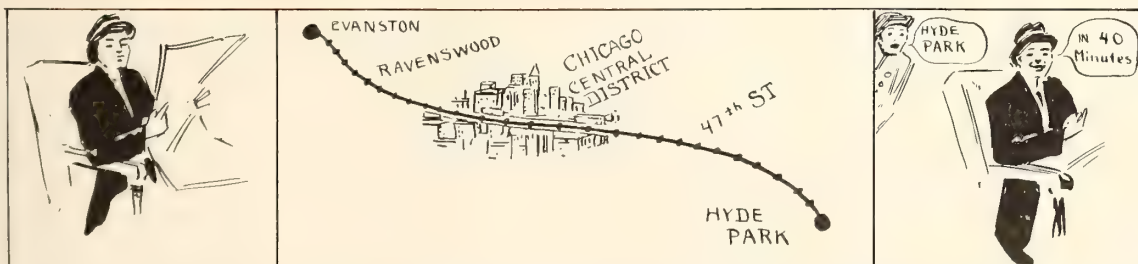 EVANSTON
RAVENSWOOD
CHICAGO
CENTRAL
DISTRICT
47th ST
HYDE
PARK
HYDE
PARK
IN 40
Minutes